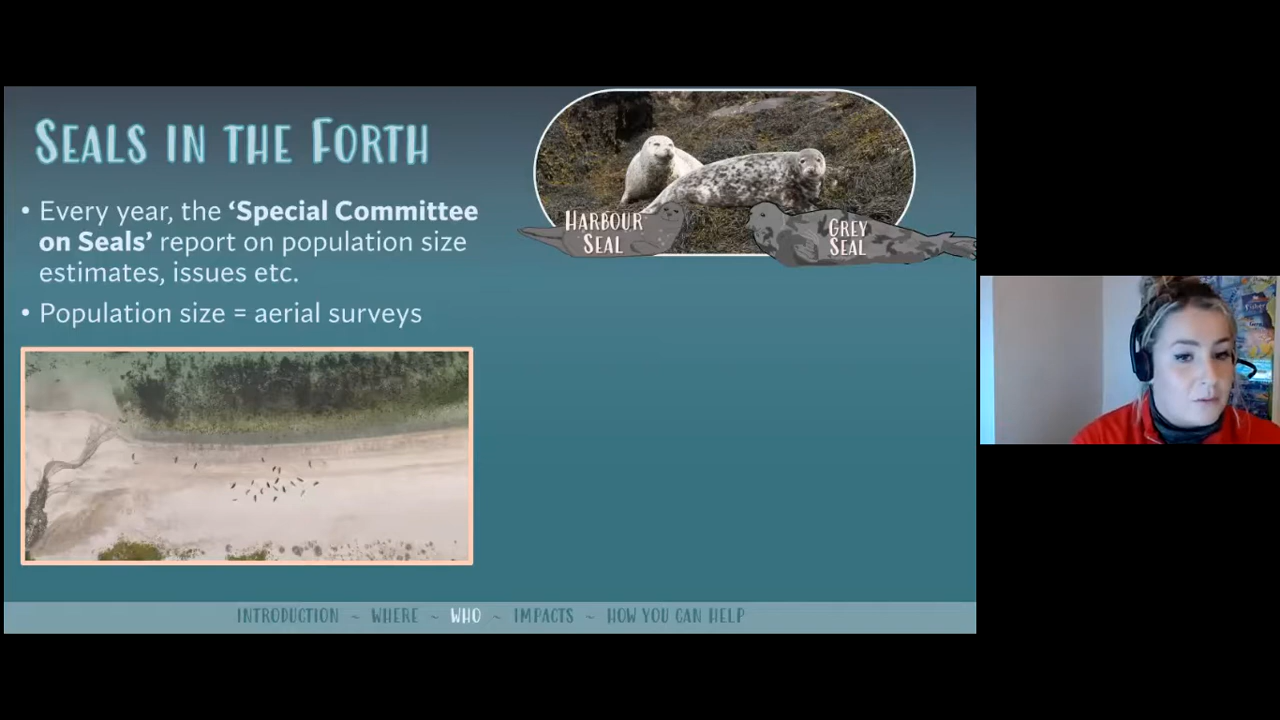 SEALS IN THE FORTH
• Every year, the ‘Special Committee
on Seals’ report on population size
estimates, issues etc.
• Population size = aerial surveys
HARBOUR
SEAL
GREY
SEAL
INTRODUCTION ~ WHERE ~ WHO ~ IMPACTS ~ HOW YOU CAN HELP